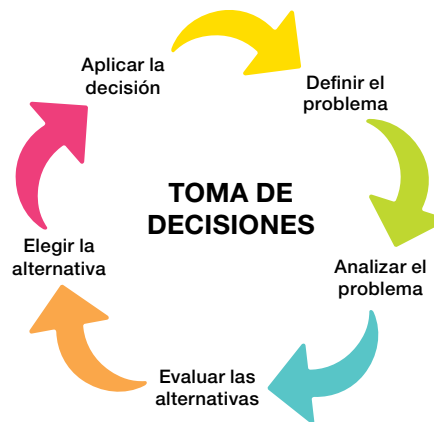 TOMA DE
DECISIONES
Definir el
problema
Analizar el
problema
Evaluar las
alternativas
Elegir la
alternativa
Aplicar la
decisión